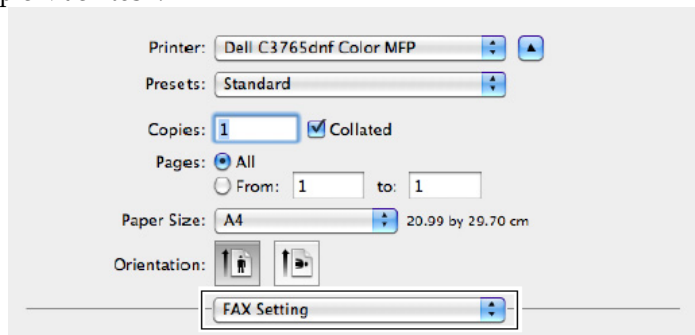 Printer: Dell C3765dnf Color MFP
Presets: Standard
Copies: 1 Collated
Pages: All
From: 1 to: 1
Paper Size: A4 20.99 by 29.70 cm
Orientation:
FAX Setting